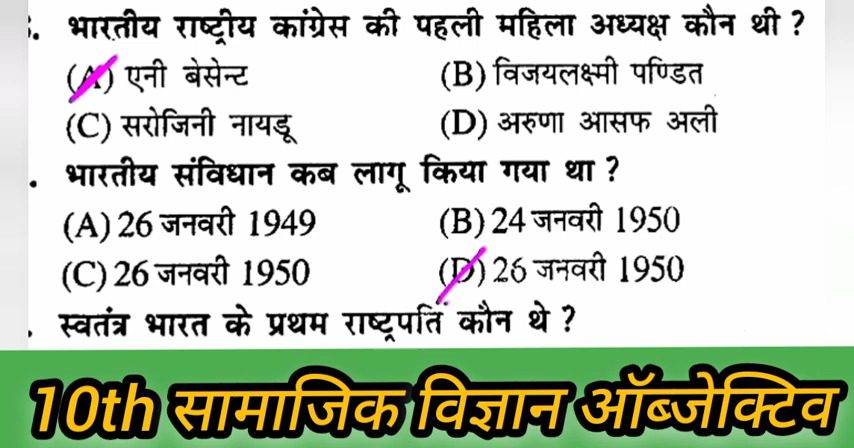 . भारतीय राष्ट्रीय कांग्रेस की पहली महिला अध्यक्ष कौन थी ?
(A) एनी बेसेन्ट (B) विजयलक्ष्मी पण्डित
(C) सरोजिनी नायडू (D) अरुणा आसफ अली
. भारतीय संविधान कब लागू किया गया था ?
(A) 26 जनवरी 1949 (B) 24 जनवरी 1950
(C) 26 जनवरी 1950 (D) 26 जनवरी 1950
. स्वतंत्र भारत के प्रथम राष्ट्रपति कौन थे ?
10th सामाजिक विज्ञान ऑब्जेक्टिव